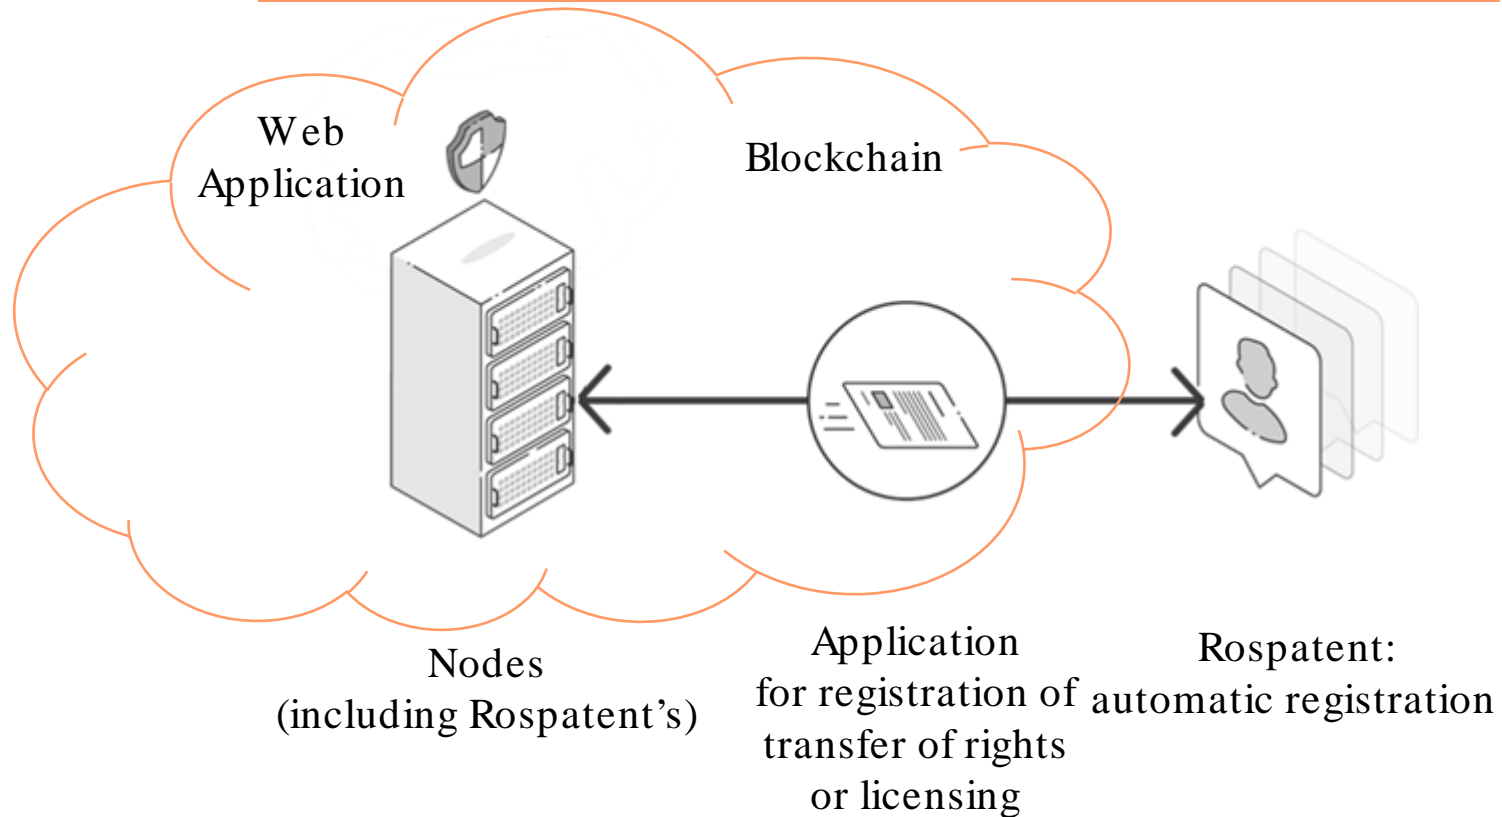 Web
Application
Blockchain
Nodes
(including Rospatent’s)
Application
for registration of
transfer of rights
or licensing
Rospatent:
automatic registration